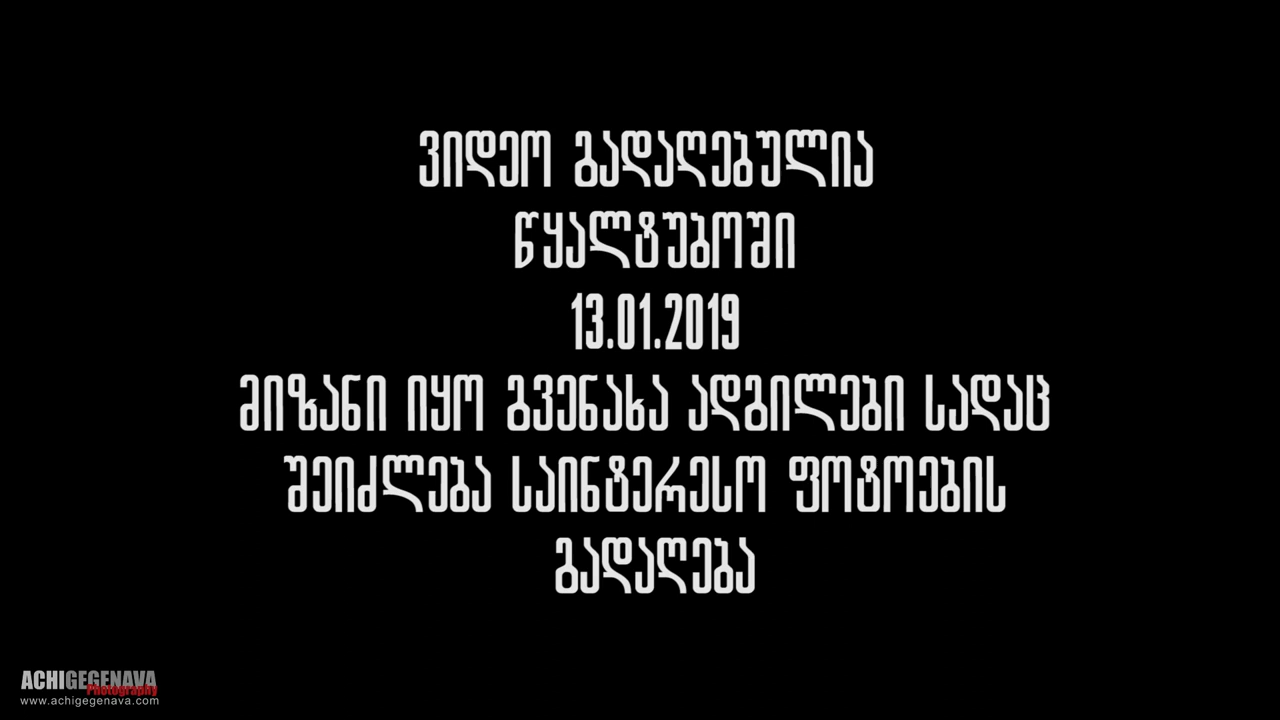 ვიდეო გადაღებულია
წყალტუბოში
13.01.2019
მიზანი იყო გვენახა ადგილები სადაც
შეიძლება საინტერესო ფოტოების
გადაღება
ACHIGEGENAVA
Photography
www.achigegenava.com